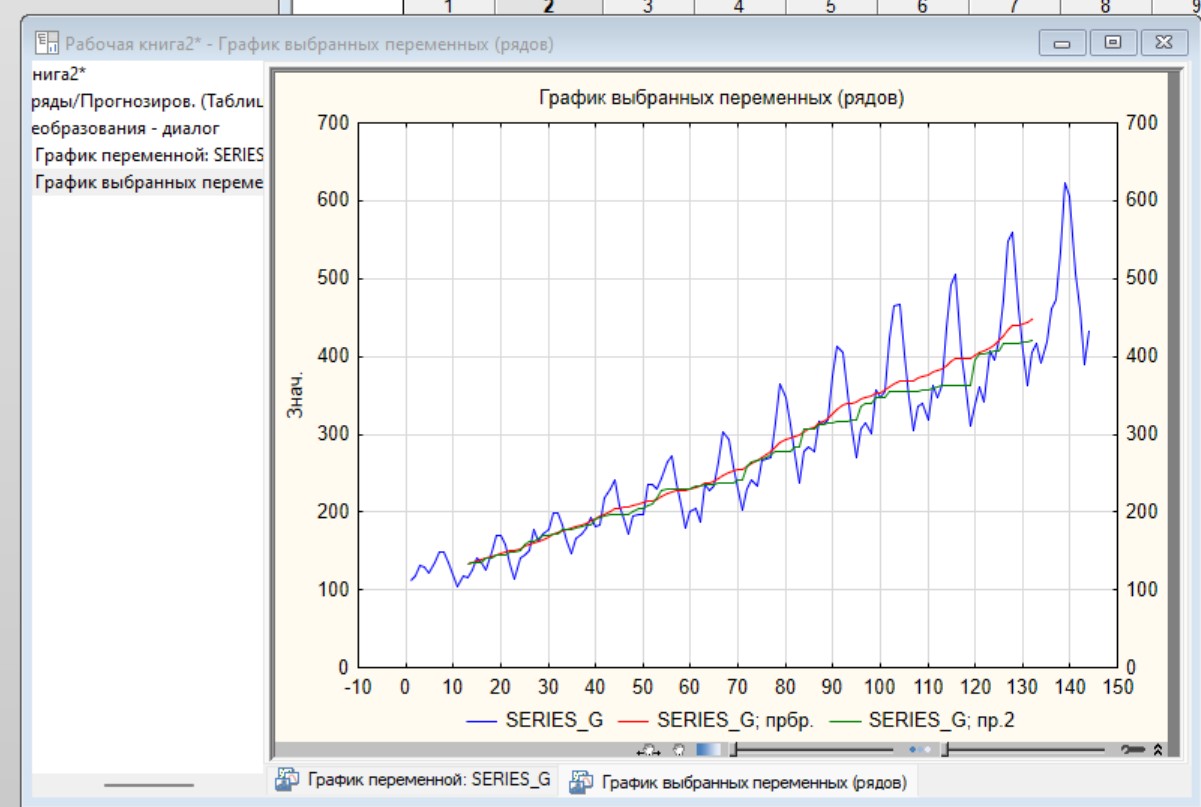 1 2 3 4 5 6 7 8 9
Рабочая книга2* - График выбранных переменных (рядов)
нига2*
ряды/Прогнозиров. (Таблиц
еобразования - диалог
График переменной: SERIES
График выбранных переме
График выбранных переменных (рядов)
700 700
600 600
500 500
400 400
Знач.
300 300
200 200
100 100
0 0
-10 0 10 20 30 40 50 60 70 80 90 100 110 120 130 140 150
SERIES_G SERIES_G; прбр. SERIES_G; пр.2
График переменной: SERIES_G График выбранных переменных (рядов)